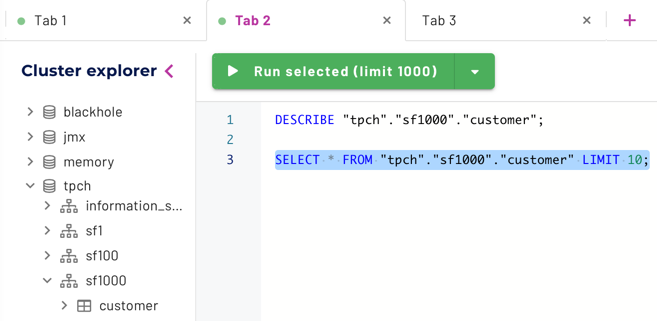 Tab 1
Tab 2
Tab 3
Cluster explorer
Run selected (limit 1000)
blackhole
jmx
memory
tpch
information_s...
sf1
sf100
sf1000
customer
1 DESCRIBE "tpch"."sf1000"."customer";
2
3 SELECT * FROM "tpch"."sf1000"."customer" LIMIT 10;